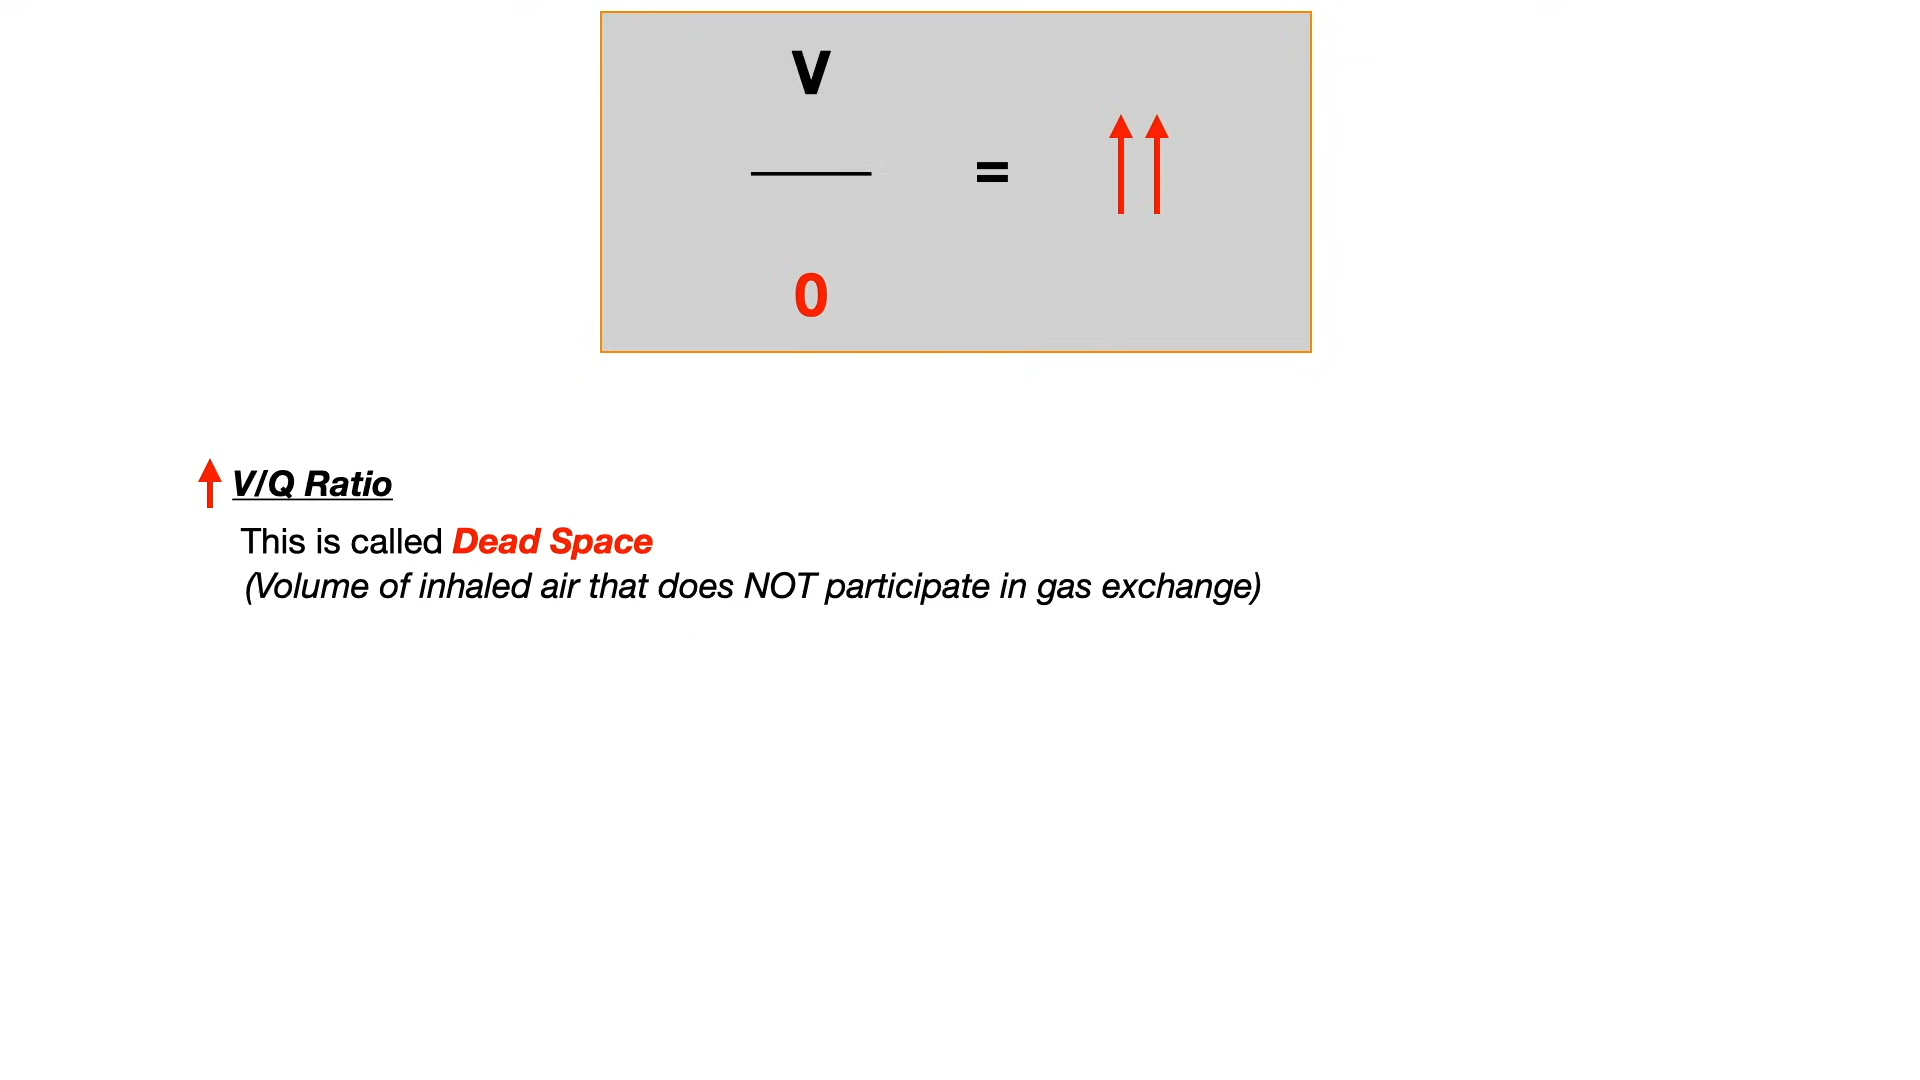 V
=
0
V/Q Ratio
This is called Dead Space
(Volume of inhaled air that does NOT participate in gas exchange)